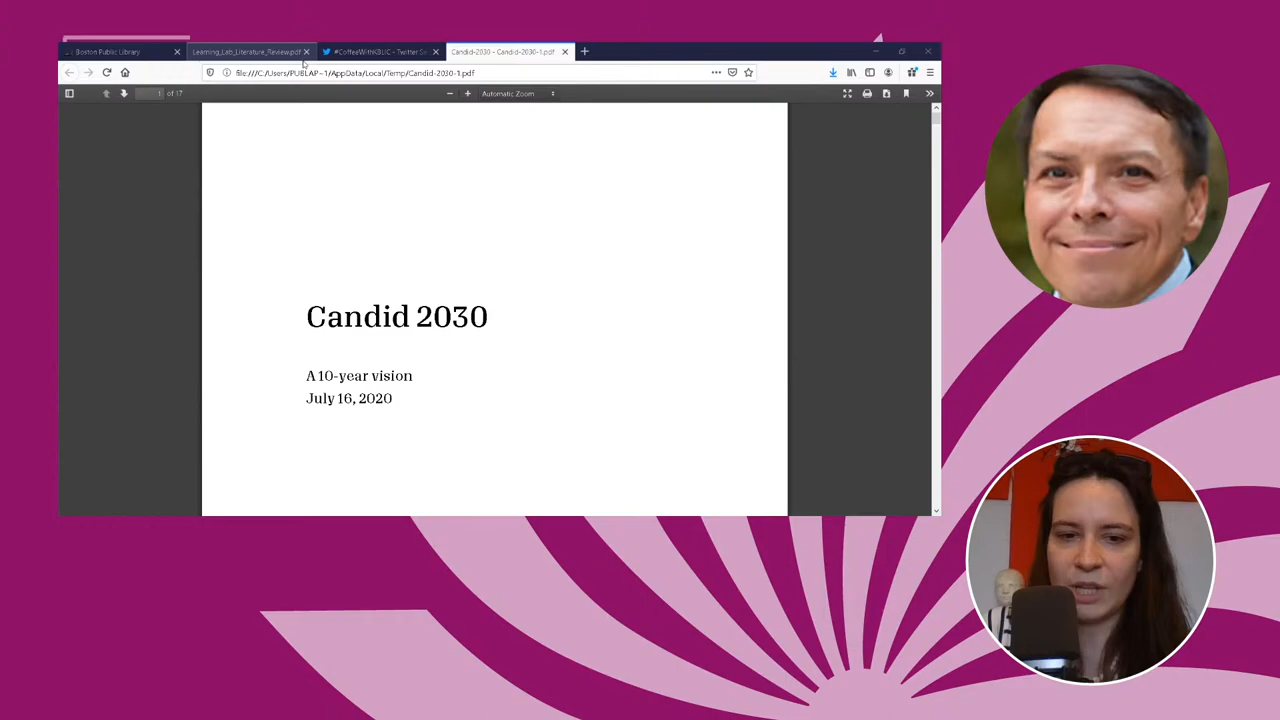 Boston Public Library
Learning_Lab_Literature_Review.pdf
#CoffeeWithKBLIC - Twitter Se
Candid-2030 - Candid-2030-1.pdf
file:///C:/Users/PUBLAP~1/AppData/Local/Temp/Candid-2030-1.pdf
1 of 17
Automatic Zoom
Candid 2030
A 10-year vision
July 16, 2020